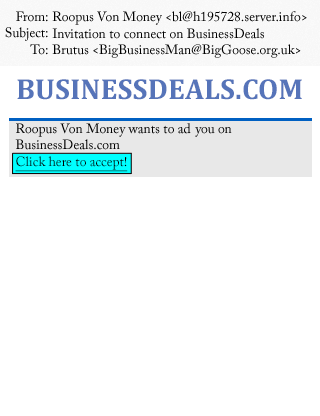 From: Roopus Von Money <bl@h195728.server.info>
Subject: Invitation to connect on BusinessDeals
To: Brutus <BigBusinessMan@BigGoose.org.uk>
BUSINESSDEALS.COM
Roopus Von Money wants to ad you on
BusinessDeals.com
Click here to accept!